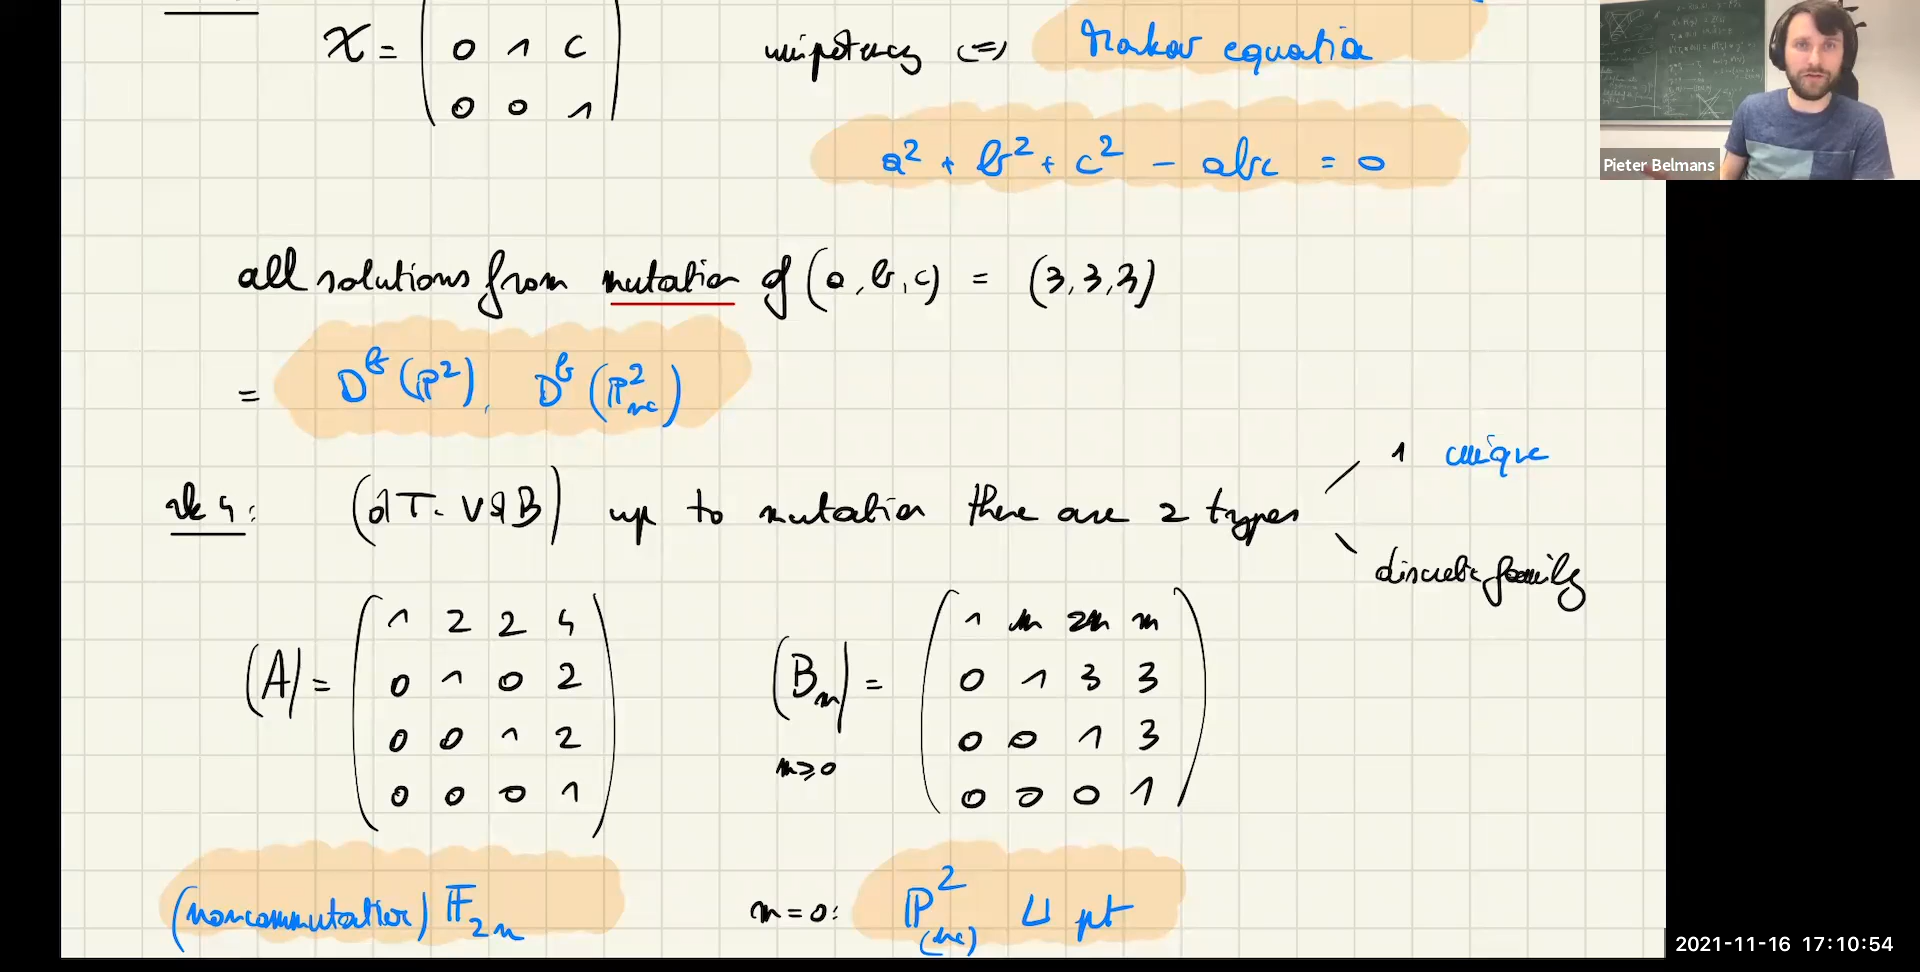 χ = ( 0 1 c
0 0 1 )
unipotency <=> Markov equation
a² + b² + c² - abc = 0
all solutions from mutation of (a, b, c) = (3, 3, 3)
= Dᵇ(ℙ²), Dᵇ(ℙ²nc)
rk 4: (dT-VdB) up to mutation there are 2 types
1 unique
discrete family
(A) = ( 1 2 2 4
0 1 0 2
0 0 1 2
0 0 0 1 )
(Bₘ) = ( 1 m 2m m
0 1 3 3
0 0 1 3
0 0 0 1 )
m ≥ 0
(noncommutative) 𝔽₂ₙ
m = 0: ℙ²(nc) ⊔ pt
Pieter Belmans
2021-11-16 17:10:54